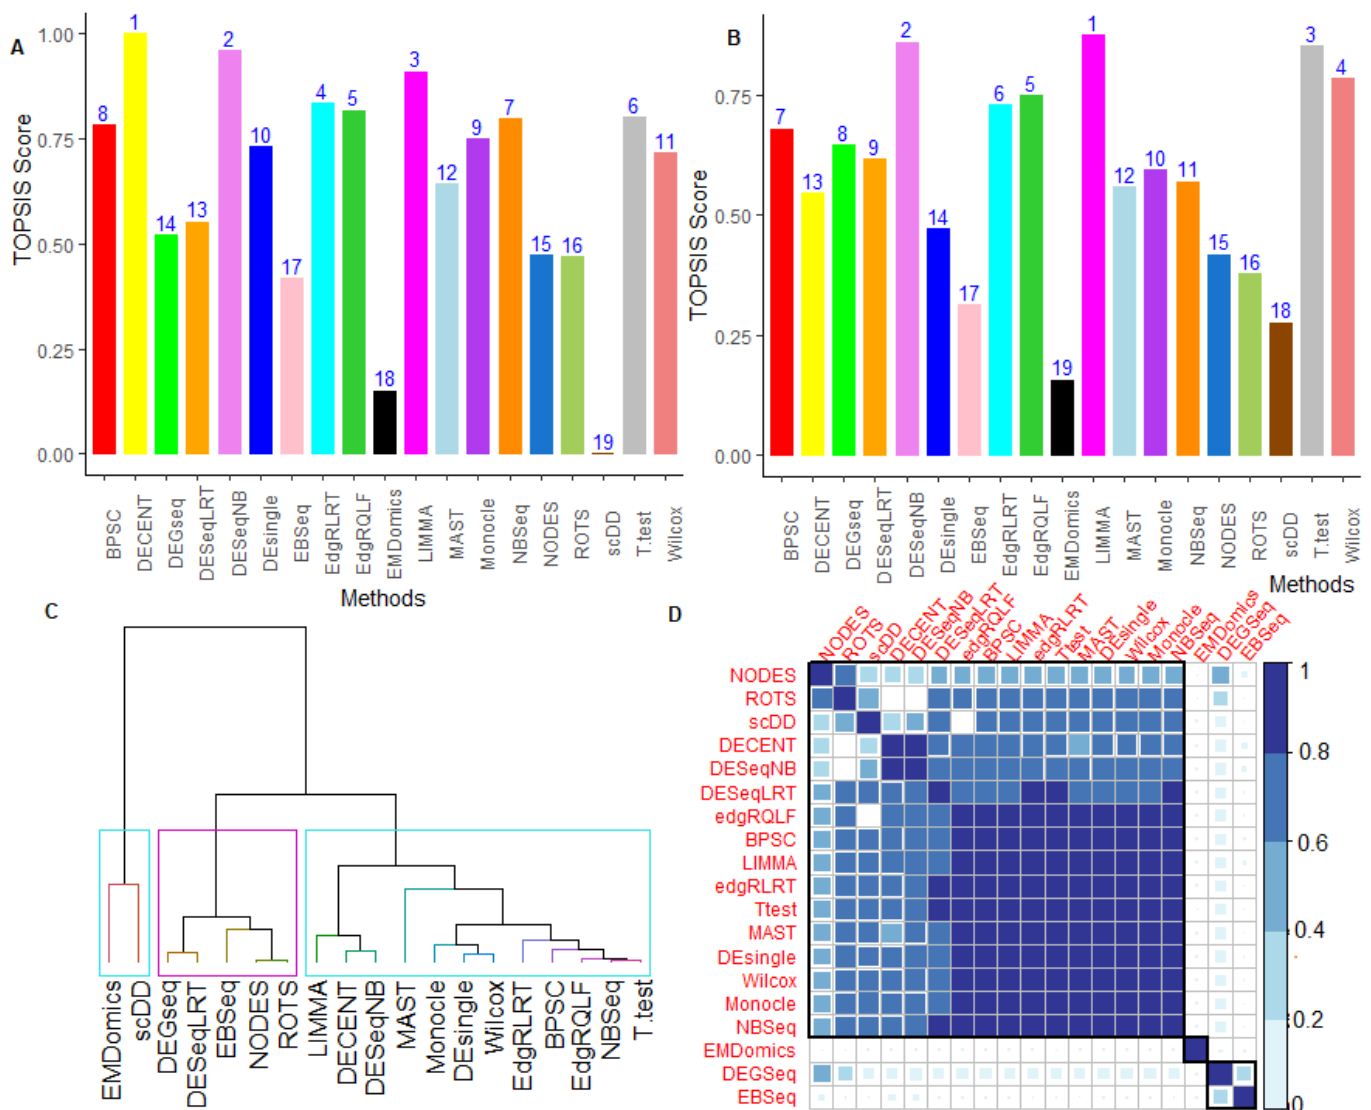 A
TOPSIS Score
1.00
0.75
0.50
0.25
0.00
8
1
14
13
2
10
17
4
5
18
3
12
9
7
15
16
19
6
11
BPSC
DECENT
DEGseq
DESeqLRT
DESeqNB
DEsingle
EBSeq
EdgRLRT
EdgRQLF
EMDomics
LIMMA
MAST
Monocle
NBSeq
NODES
ROTS
scDD
T.test
Wilcox
Methods
B
TOPSIS Score
0.75
0.50
0.25
0.00
7
13
8
9
2
14
17
6
5
19
1
12
10
11
15
16
18
3
4
BPSC
DECENT
DEGseq
DESeqLRT
DESeqNB
DEsingle
EBSeq
EdgRLRT
EdgRQLF
EMDomics
LIMMA
MAST
Monocle
NBSeq
NODES
ROTS
scDD
T.test
Wilcox
Methods
C
EMDomics
scDD
DEGseq
DESeqLRT
EBSeq
NODES
ROTS
LIMMA
DECENT
DESeqNB
MAST
Monocle
DEsingle
Wilcox
EdgRLRT
BPSC
EdgRQLF
NBSeq
T.test
D
NODES
ROTS
scDD
DECENT
DESeqNB
DESeqLRT
edgRQLF
BPSC
LIMMA
edgRLRT
Ttest
MAST
DEsingle
Wilcox
Monocle
NBSeq
EMDomics
DEGSeq
EBSeq
NODES
ROTS
scDD
DECENT
DESeqNB
DESeqLRT
edgRQLF
BPSC
LIMMA
edgRLRT
Ttest
MAST
DEsingle
Wilcox
Monocle
NBSeq
EMDomics
DEGSeq
EBSeq
1
0.8
0.6
0.4
0.2
0